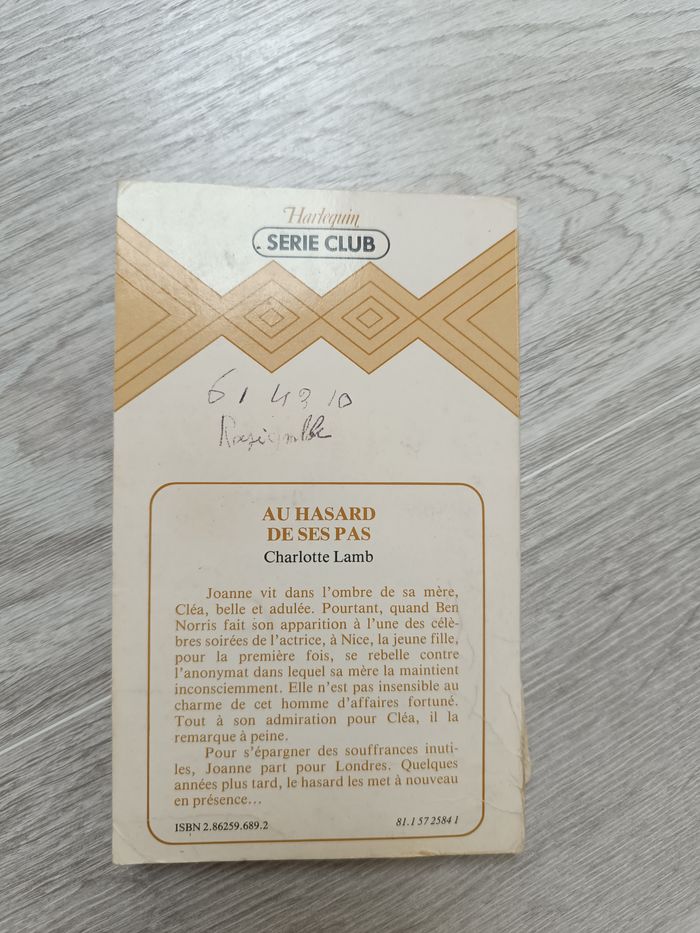 Harlequin
SERIE CLUB
61 43 10
AU HASARD
DE SES PAS
Charlotte Lamb
Joanne vit dans l'ombre de sa mère,
Cléa, belle et adulée. Pourtant, quand Ben
Norris fait son apparition à l'une des célè-
bres soirées de l'actrice, à Nice, la jeune fille,
pour la première fois, se rebelle contre
l'anonymat dans lequel sa mère la maintient
inconsciemment. Elle n'est pas insensible au
charme de cet homme d'affaires fortuné.
Tout à son admiration pour Cléa, il la
remarque à peine.
Pour s'épargner des souffrances inuti-
les, Joanne part pour Londres. Quelques
années plus tard, le hasard les met à nouveau
en présence...
ISBN 2.86259.689.2
81.1 57 2584 1